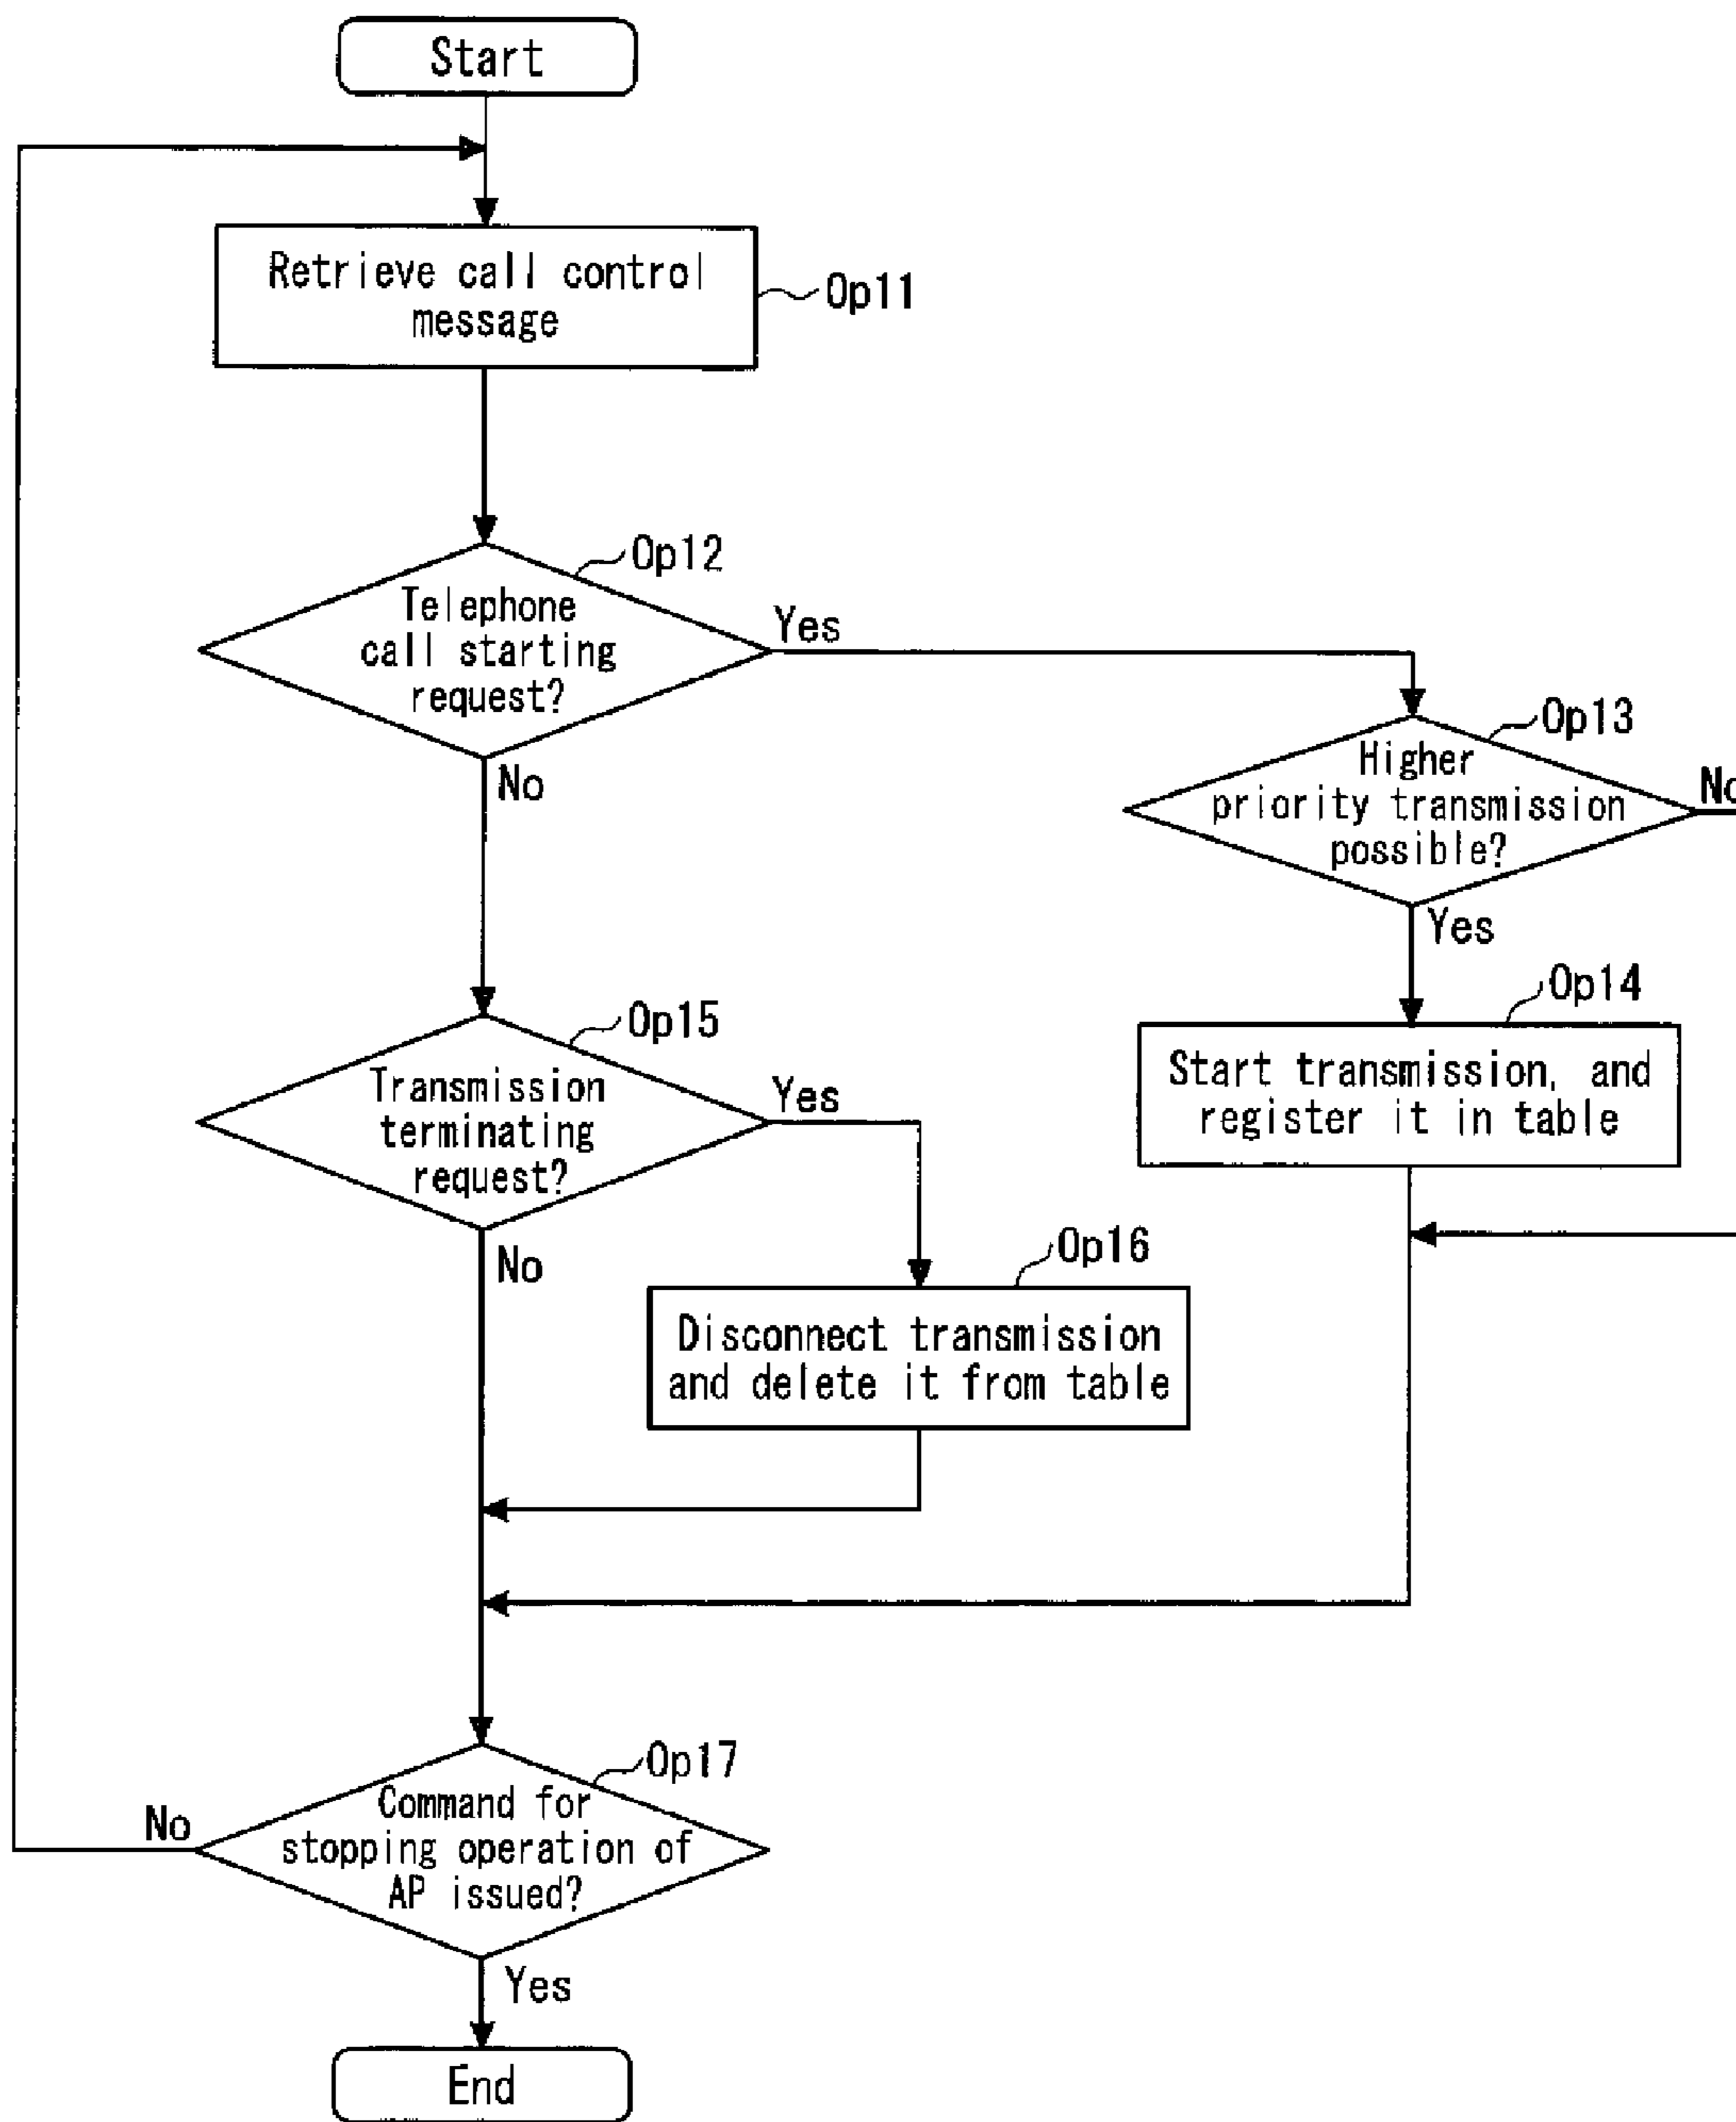 Start
Retrieve call control
message
Op11
Op12
Telephone
call starting
request?
Yes
No
Op13
Higher
priority transmission
possible?
No
Yes
Op14
Start transmission, and
register it in table
Op15
Transmission
terminating
request?
Yes
No
Op16
Disconnect transmission
and delete it from table
Op17
Command for
stopping operation of
AP issued?
No
Yes
End